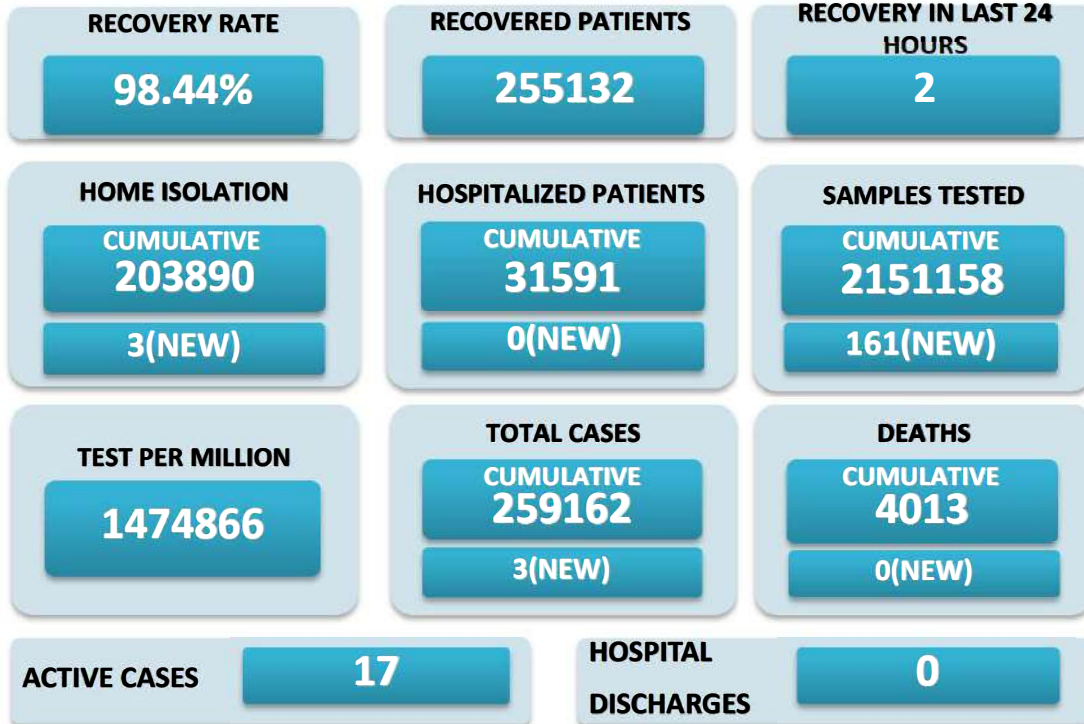 RECOVERY RATE
98.44%
RECOVERED PATIENTS
255132
RECOVERY IN LAST 24
HOURS
2
HOME ISOLATION
CUMULATIVE
203890
3(NEW)
HOSPITALIZED PATIENTS
CUMULATIVE
31591
0(NEW)
SAMPLES TESTED
CUMULATIVE
2151158
161(NEW)
TEST PER MILLION
1474866
TOTAL CASES
CUMULATIVE
259162
3(NEW)
DEATHS
CUMULATIVE
4013
0(NEW)
ACTIVE CASES
17
HOSPITAL
DISCHARGES
0